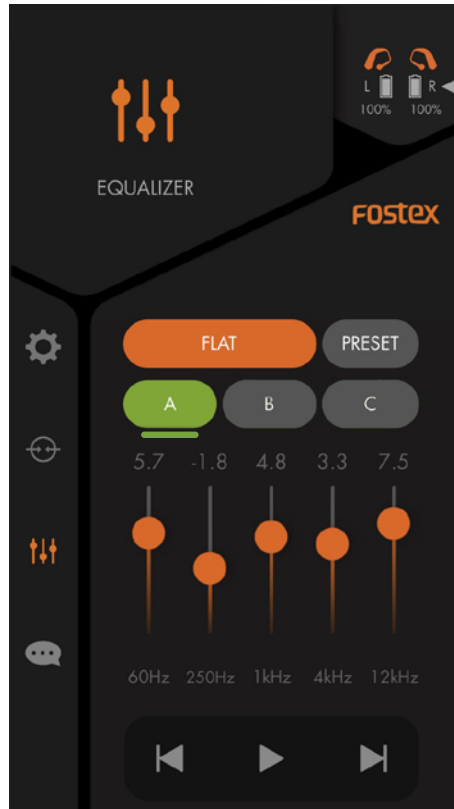 L R
100% 100%
EQUALIZER
FOSTEX
FLAT PRESET
A B C
5.7 -1.8 4.8 3.3 7.5
60Hz 250Hz 1kHz 4kHz 12kHz